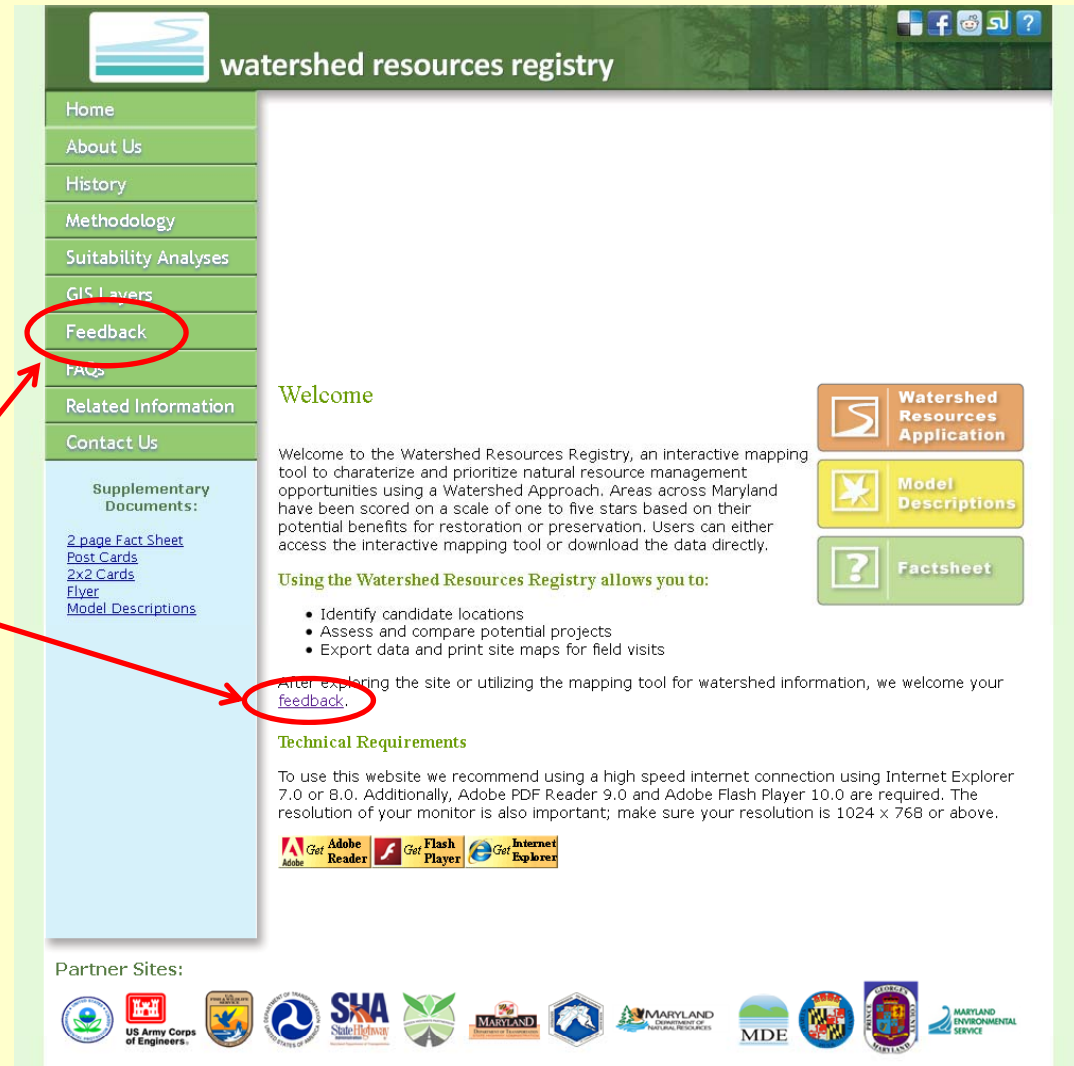 watershed resources registry
Home
About Us
History
Methodology
Suitability Analyses
GIS Layers
Feedback
FAQs
Related Information
Contact Us
Supplementary
Documents:
2 page Fact Sheet
Post Cards
2x2 Cards
Flyer
Model Descriptions
Welcome
Welcome to the Watershed Resources Registry, an interactive mapping
tool to charaterize and prioritize natural resource management
opportunities using a Watershed Approach. Areas across Maryland
have been scored on a scale of one to five stars based on their
potential benefits for restoration or preservation. Users can either
access the interactive mapping tool or download the data directly.
Using the Watershed Resources Registry allows you to:
• Identify candidate locations
• Assess and compare potential projects
• Export data and print site maps for field visits
After exploring the site or utilizing the mapping tool for watershed information, we welcome your
feedback.
Technical Requirements
To use this website we recommend using a high speed internet connection using Internet Explorer
7.0 or 8.0. Additionally, Adobe PDF Reader 9.0 and Adobe Flash Player 10.0 are required. The
resolution of your monitor is also important; make sure your resolution is 1024 x 768 or above.
Adobe Get Adobe Reader
Get Flash Player
Get Internet Explorer
Watershed
Resources
Application
Model
Descriptions
? Factsheet
Partner Sites:
US Army Corps
of Engineers
SHA
State Highway
MARYLAND
MARYLAND
DEPARTMENT OF
NATURAL RESOURCES
MDE
PRINCE GEORGE'S COUNTY MARYLAND
MARYLAND
ENVIRONMENTAL
SERVICE